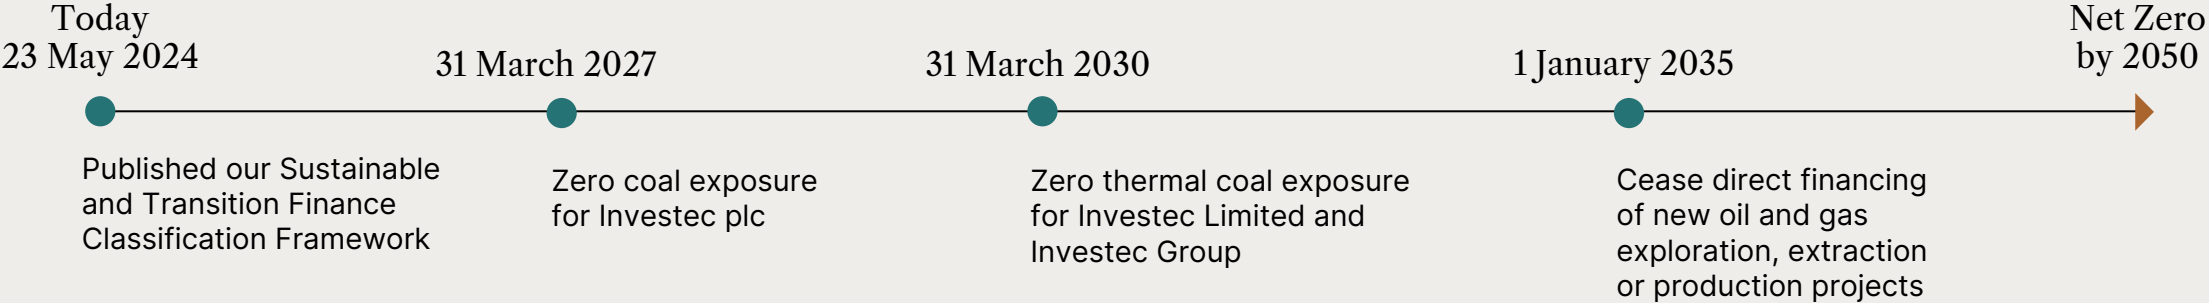 Today
23 May 2024
31 March 2027
31 March 2030
1 January 2035
Net Zero
by 2050
Published our Sustainable
and Transition Finance
Classification Framework
Zero coal exposure
for Investec plc
Zero thermal coal exposure
for Investec Limited and
Investec Group
Cease direct financing
of new oil and gas
exploration, extraction
or production projects